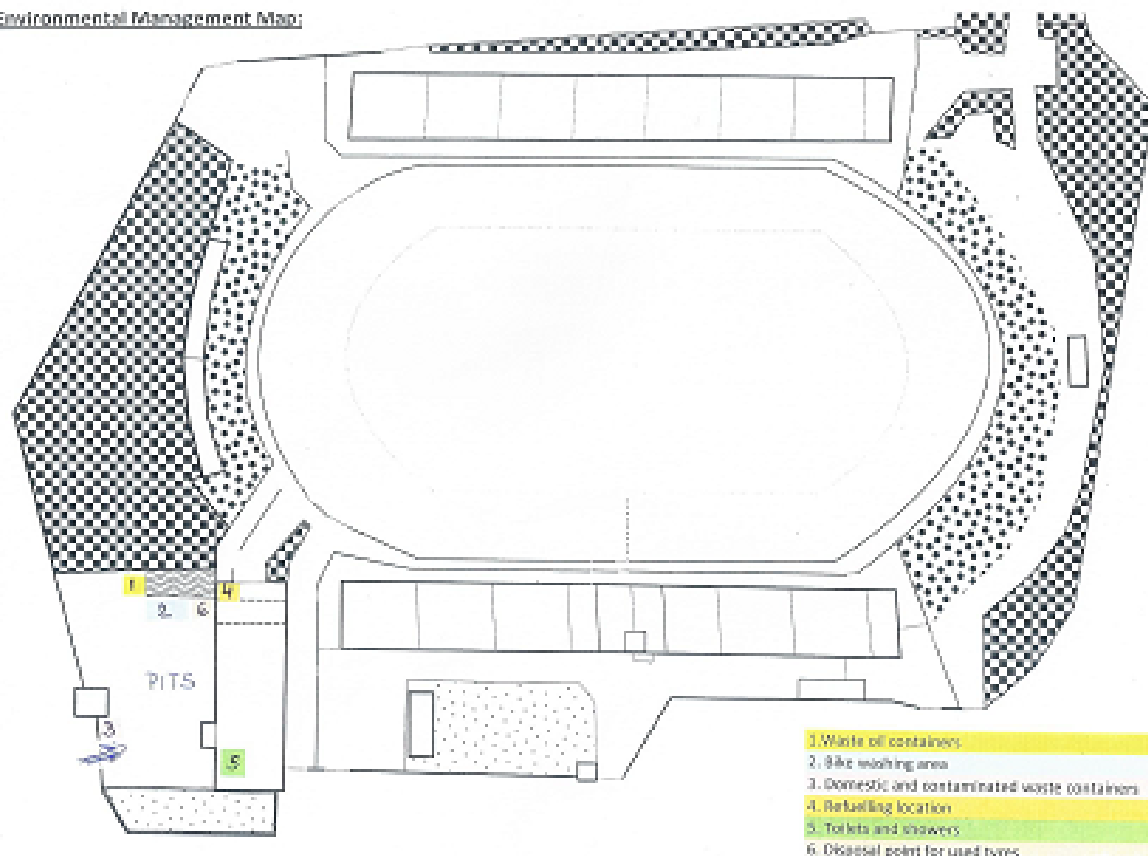 Environmental Management Map:
1
4
2
6
PITS
3
5
1.Waste oil containers
2. Bike washing area
3. Domestic and contaminated waste containers
4. Refuelling location
5. Toilets and showers
6. Disposal point for used tyres